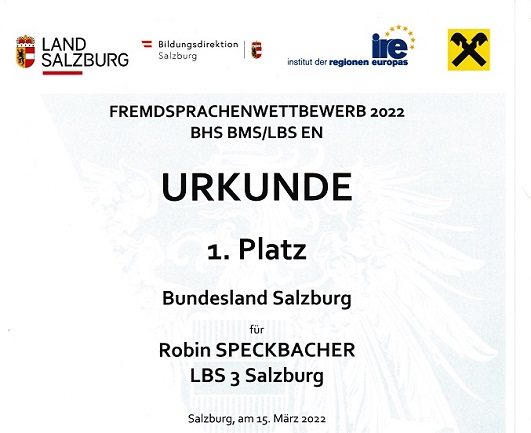 LAND
SALZBURG
Bildungsdirektion
Salzburg
ire
institut der regionen europas
FREMDSPRACHENWETTBEWERB 2022
BHS BMS/LBS EN
URKUNDE
1. Platz
Bundesland Salzburg
für
Robin SPECKBACHER
LBS 3 Salzburg
Salzburg, am 15. März 2022